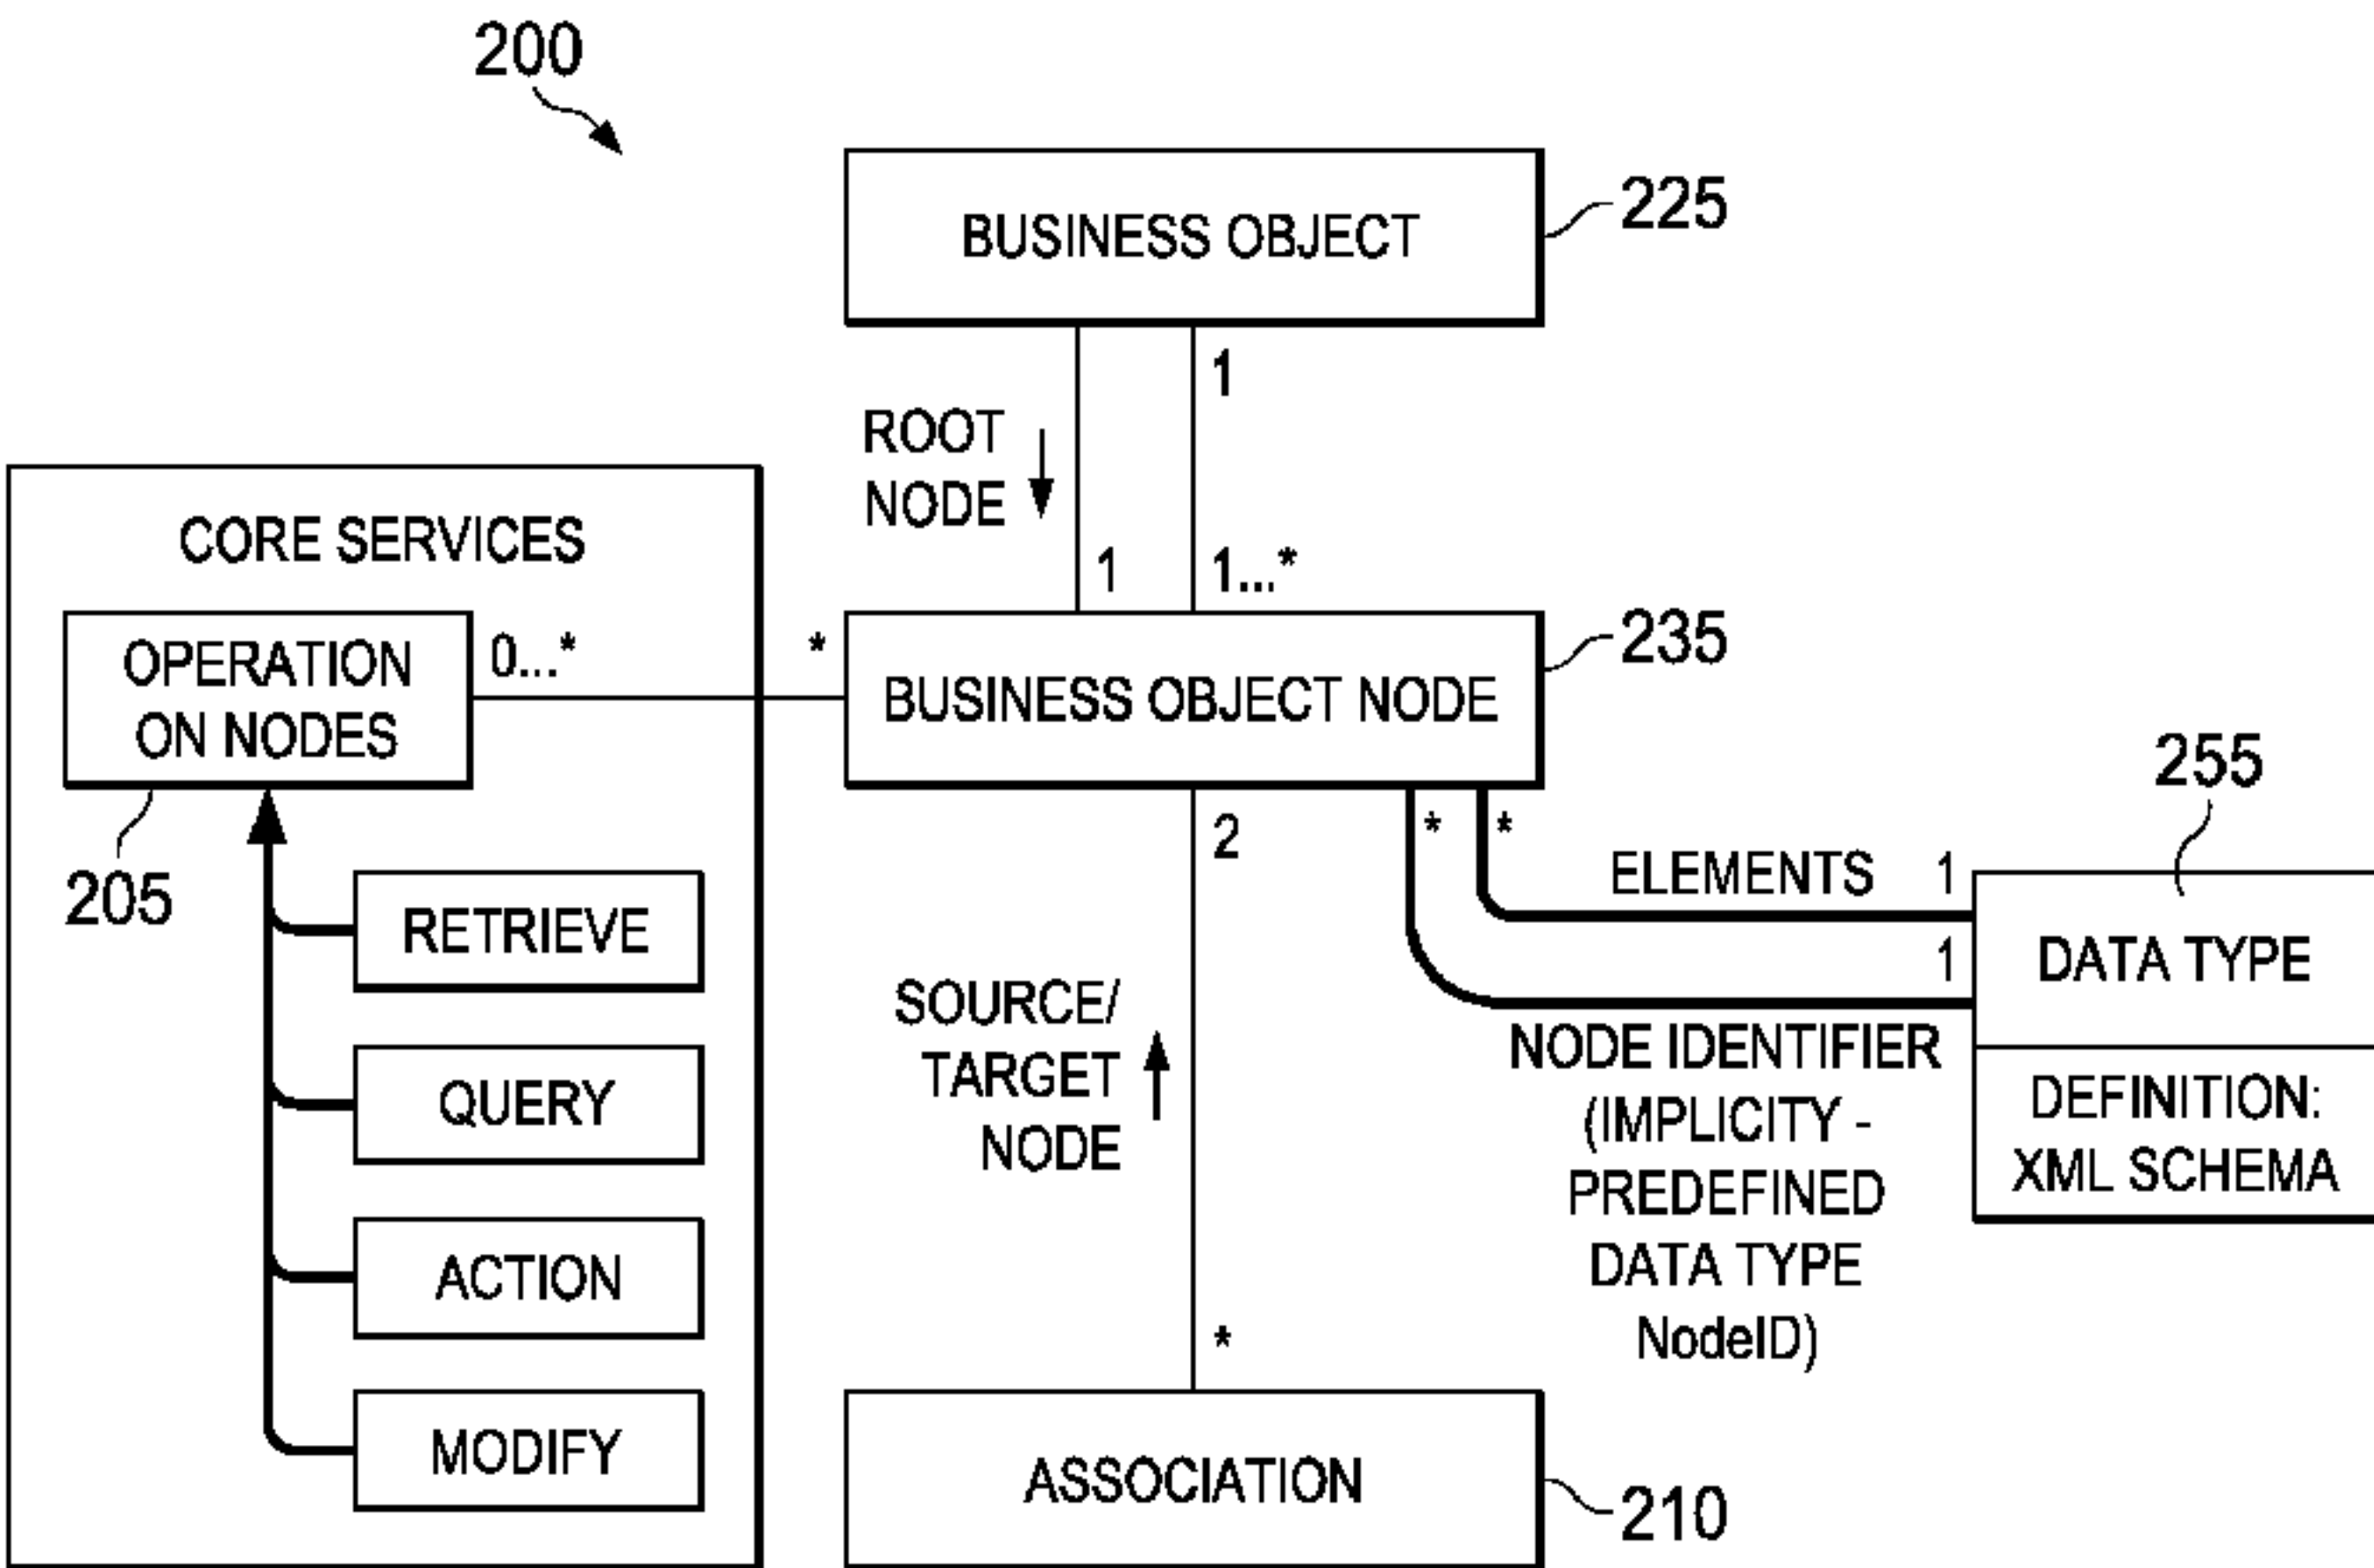 200
BUSINESS OBJECT
225
1
ROOT
NODE
1
1...*
CORE SERVICES
OPERATION
ON NODES
0...*
*
BUSINESS OBJECT NODE
235
205
RETRIEVE
QUERY
ACTION
MODIFY
2
*
*
ELEMENTS
1
1
255
DATA TYPE
DEFINITION:
XML SCHEMA
NODE IDENTIFIER
(IMPLICITY -
PREDEFINED
DATA TYPE
NodeID)
SOURCE/
TARGET
NODE
*
ASSOCIATION
210